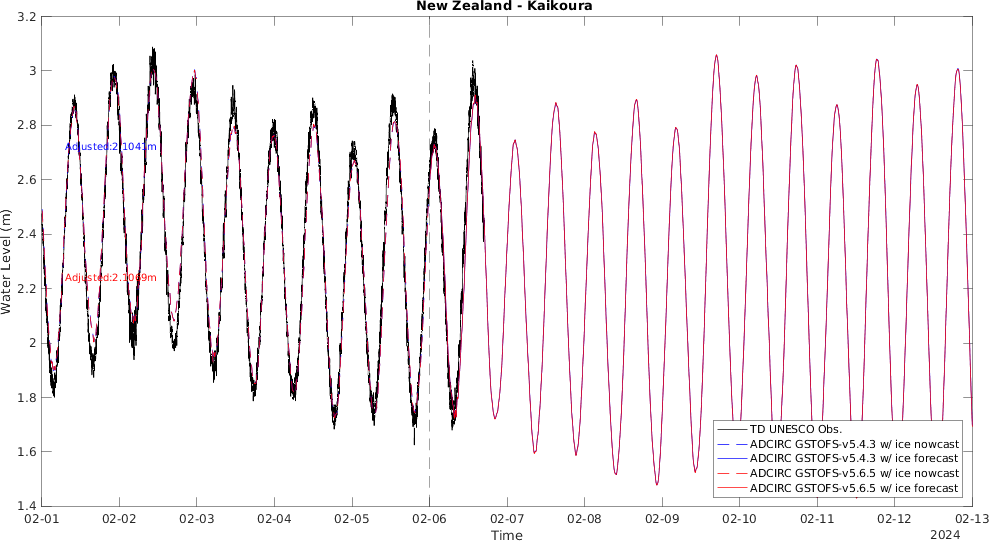 New Zealand - Kaikoura
3.2
3
2.8
2.6
2.4
2.2
2
1.8
1.6
1.4
Water Level (m)
Adjusted:2.1041m
Adjusted:2.1069m
TD UNESCO Obs.
ADCIRC GSTOFS-v5.4.3 w/ ice nowcast
ADCIRC GSTOFS-v5.4.3 w/ ice forecast
ADCIRC GSTOFS-v5.6.5 w/ ice nowcast
ADCIRC GSTOFS-v5.6.5 w/ ice forecast
02-01 02-02 02-03 02-04 02-05 02-06 02-07 02-08 02-09 02-10 02-11 02-12 02-13
Time
2024